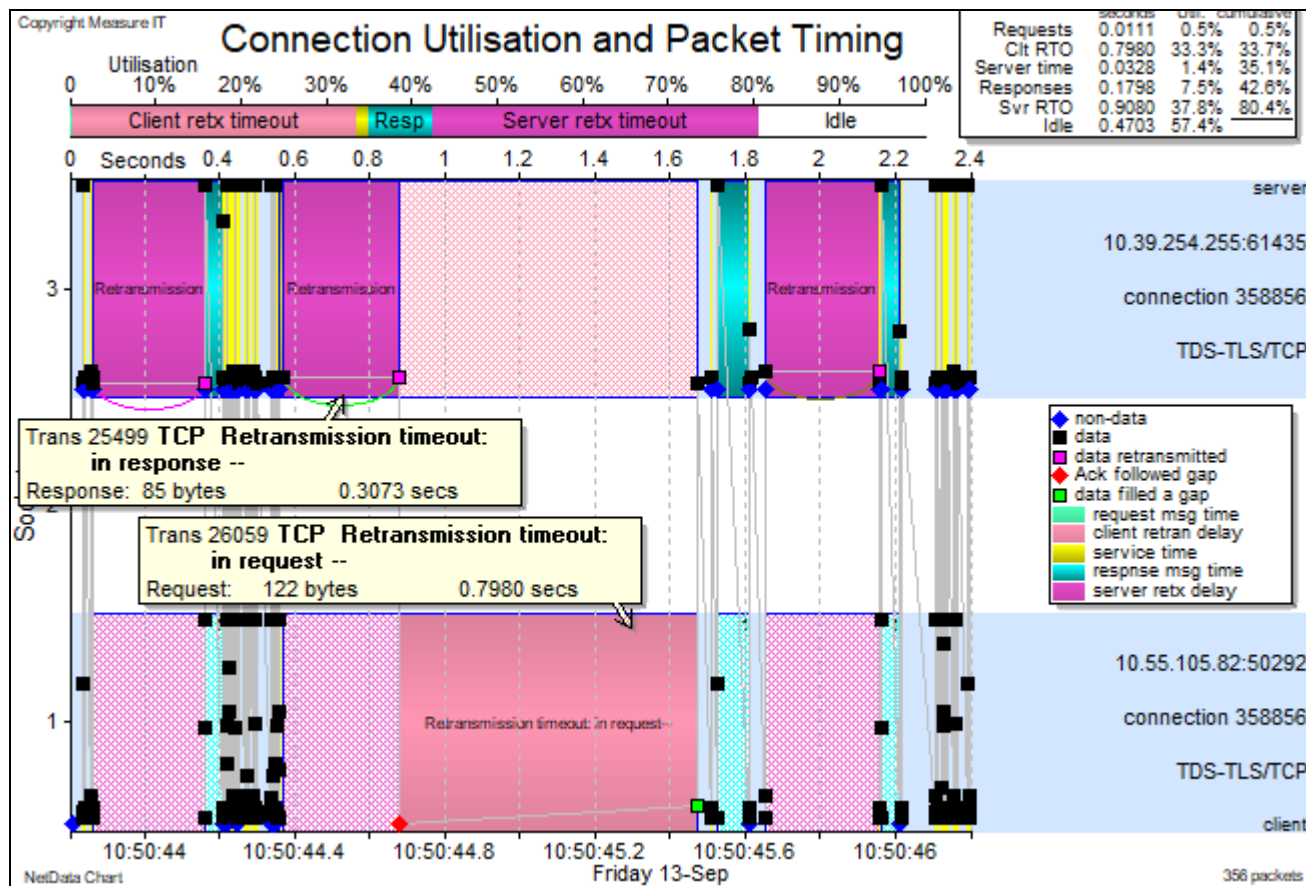 Copyright Measure IT
Connection Utilisation and Packet Timing
seconds Util. cumulative
Requests 0.0111 0.5% 0.5%
Clt RTO 0.7980 33.3% 33.7%
Server time 0.0328 1.4% 35.1%
Responses 0.1798 7.5% 42.6%
Svr RTO 0.9080 37.8% 80.4%
Idle 0.4703 57.4%
Utilisation
0 10% 20% 30% 40% 50% 60% 70% 80% 100%
Client retx timeout Resp Server retx timeout Idle
0 Seconds 0.4 0.6 0.8 1 1.2 1.4 1.6 1.8 2 2.2 2.4
server
10.39.254.255:61435
3
Retransmission Retransmission Retransmission
connection 358856
TDS-TLS/TCP
Trans 25499 TCP Retransmission timeout:
in response --
Response: 85 bytes 0.3073 secs
non-data
data
data retransmitted
Ack followed gap
data filled a gap
request msg time
client retran delay
service time
respnse msg time
server retx delay
Trans 26059 TCP Retransmission timeout:
in request --
Request: 122 bytes 0.7980 secs
10.55.105.82:50292
1
Retransmission timeout: in request--
connection 358856
TDS-TLS/TCP
client
10:50:44 10:50:44.4 10:50:44.8 10:50:45.2 10:50:45.6 10:50:46
Friday 13-Sep
NetData Chart
356 packets